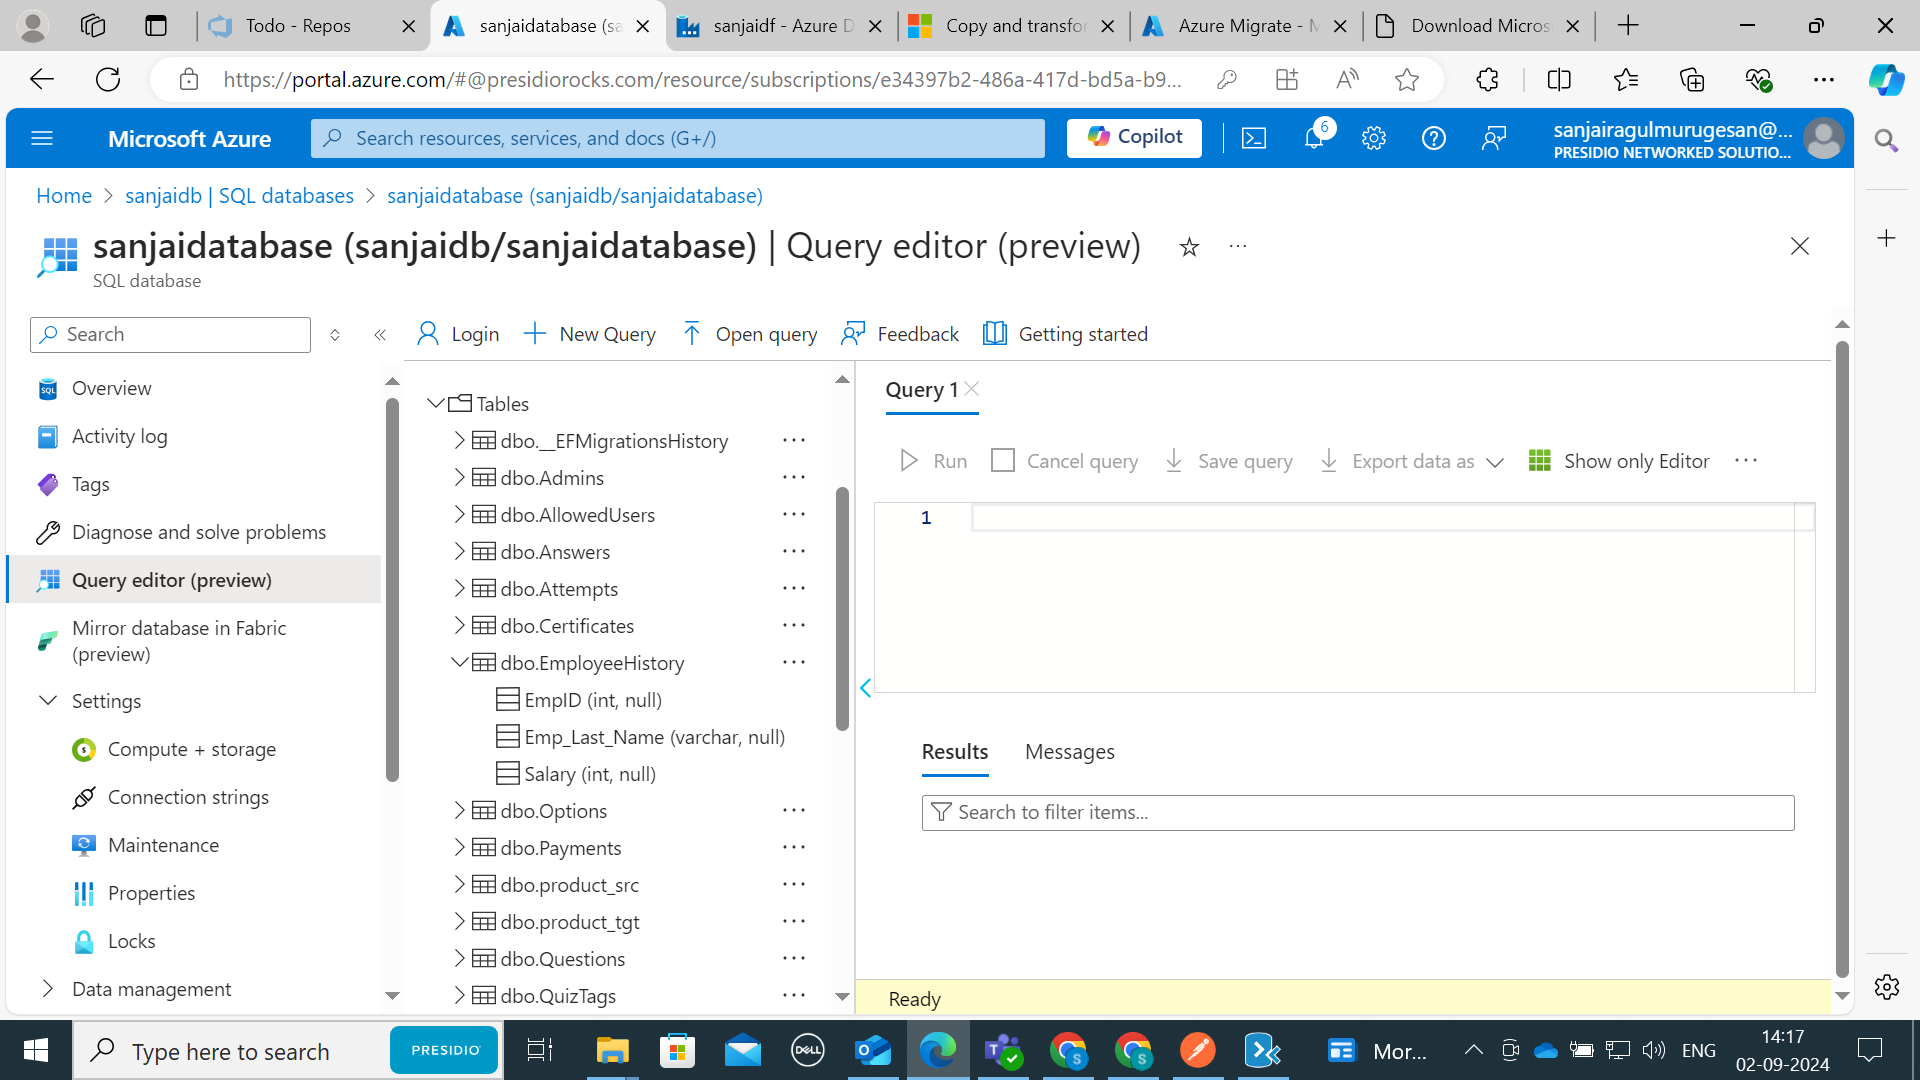 Todo - Repos
sanjaidatabase (sa
sanjaidf - Azure D
Copy and transfor
Azure Migrate - M
Download Micros
https://portal.azure.com/#@presidiorocks.com/resource/subscriptions/e34397b2-486a-417d-bd5a-b9...
Microsoft Azure
Search resources, services, and docs (G+/)
Copilot
6
sanjairagulmurugesan@...
PRESIDIO NETWORKED SOLUTIO...
Home > sanjaidb | SQL databases > sanjaidatabase (sanjaidb/sanjaidatabase)
sanjaidatabase (sanjaidb/sanjaidatabase) | Query editor (preview)
SQL database
Search
Login
New Query
Open query
Feedback
Getting started
Overview
Activity log
Tags
Diagnose and solve problems
Query editor (preview)
Mirror database in Fabric
(preview)
Settings
Compute + storage
Connection strings
Maintenance
Properties
Locks
Data management
Tables
dbo.__EFMigrationsHistory
dbo.Admins
dbo.AllowedUsers
dbo.Answers
dbo.Attempts
dbo.Certificates
dbo.EmployeeHistory
EmpID (int, null)
Emp_Last_Name (varchar, null)
Salary (int, null)
dbo.Options
dbo.Payments
dbo.product_src
dbo.product_tgt
dbo.Questions
dbo.QuizTags
Query 1
Run
Cancel query
Save query
Export data as
Show only Editor
1
Results
Messages
Search to filter items...
Ready
Type here to search
PRESIDIO
DELL
Mor...
ENG
14:17
02-09-2024